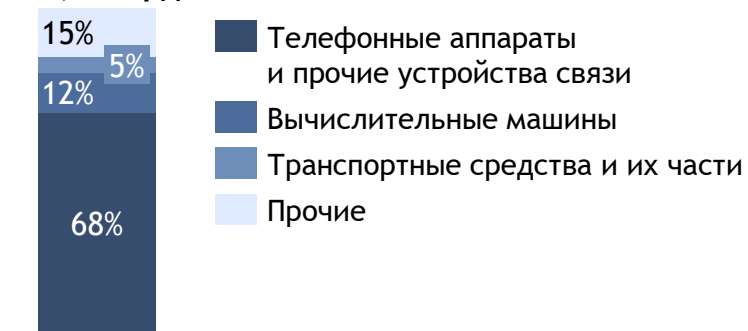 15%
5%
12%
68%
Телефонные аппараты
и прочие устройства связи
Вычислительные машины
Транспортные средства и их части
Прочие